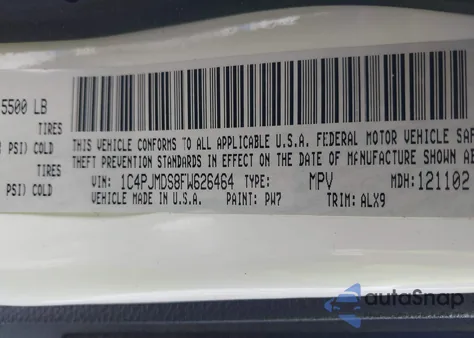 5500 LB
TIRES
PSI) COLD
TIRES
PSI) COLD
THIS VEHICLE CONFORMS TO ALL APPLICABLE U.S.A. FEDERAL MOTOR VEHICLE SAF
THEFT PREVENTION STANDARDS IN EFFECT ON THE DATE OF MANUFACTURE SHOWN AB
VIN: 1C4PJMDS8FW626464 TYPE: MPV MDH: 121102
VEHICLE MADE IN U.S.A. PAINT: PW7 TRIM: ALX9
autoSnap